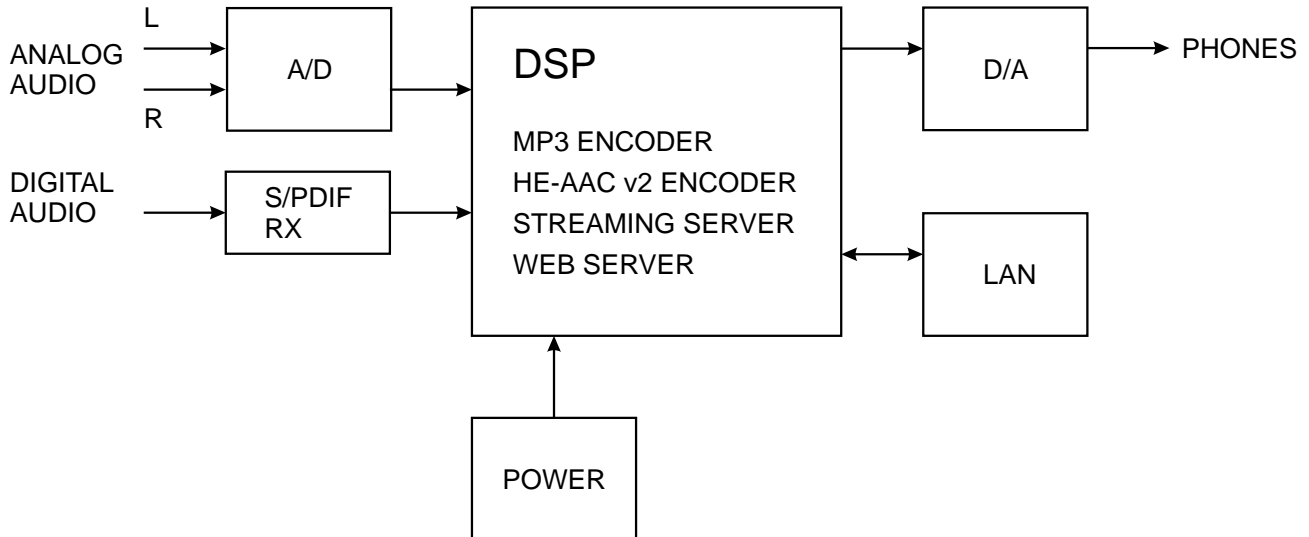 L
ANALOG
AUDIO
R
A/D
DIGITAL
AUDIO
S/PDIF
RX
DSP
MP3 ENCODER
HE-AAC v2 ENCODER
STREAMING SERVER
WEB SERVER
D/A
PHONES
LAN
POWER